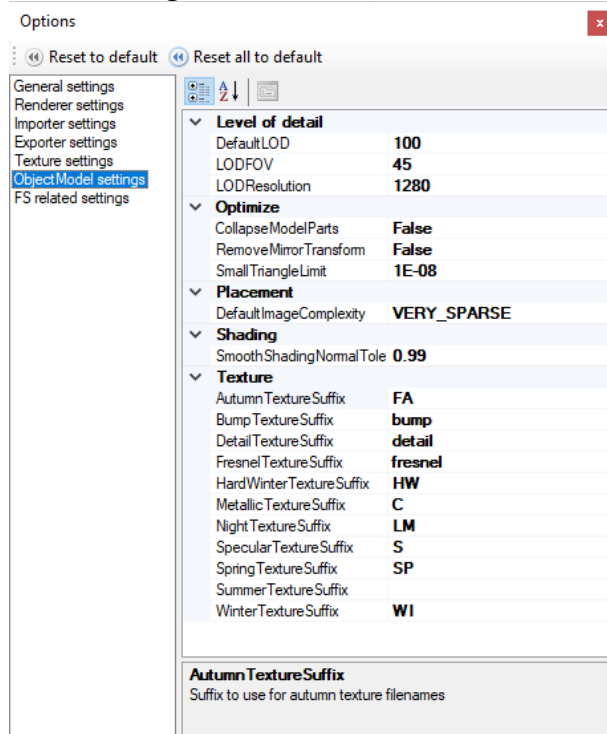 Options
x
Reset to default Reset all to default
General settings
Renderer settings
Importer settings
Exporter settings
Texture settings
ObjectModel settings
FS related settings
A Z
Level of detail
DefaultLOD 100
LODFOV 45
LODResolution 1280
Optimize
CollapseModelParts False
RemoveMirrorTransform False
SmallTriangleLimit 1E-08
Placement
DefaultImageComplexity VERY_SPARSE
Shading
SmoothShadingNormalTole 0.99
Texture
AutumnTextureSuffix FA
BumpTextureSuffix bump
DetailTextureSuffix detail
FresnelTextureSuffix fresnel
HardWinterTextureSuffix HW
MetallicTextureSuffix C
NightTextureSuffix LM
SpecularTextureSuffix S
SpringTextureSuffix SP
SummerTextureSuffix
WinterTextureSuffix WI
AutumnTextureSuffix
Suffix to use for autumn texture filenames